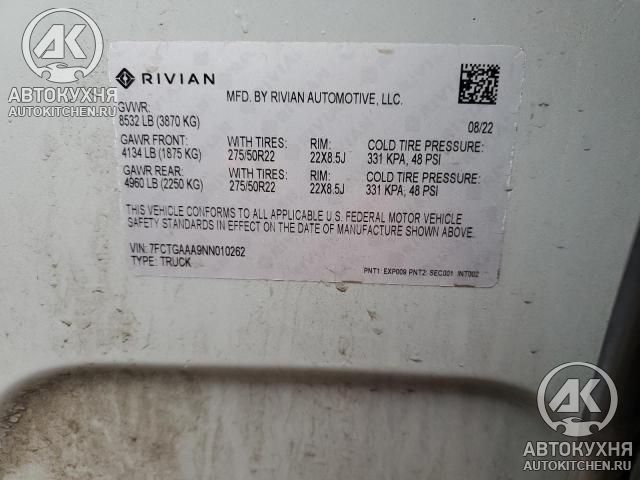 AK
АВТОКУХНЯ
AUTOKITCHEN.RU
RIVIAN
MFD. BY RIVIAN AUTOMOTIVE, LLC.
GVWR:
8532 LB (3870 KG)
08/22
GAWR FRONT: WITH TIRES: RIM: COLD TIRE PRESSURE:
4134 LB (1875 KG) 275/50R22 22X8.5J 331 KPA, 48 PSI
GAWR REAR: WITH TIRES: RIM: COLD TIRE PRESSURE:
4960 LB (2250 KG) 275/50R22 22X8.5J 331 KPA, 48 PSI
THIS VEHICLE CONFORMS TO ALL APPLICABLE U.S. FEDERAL MOTOR VEHICLE
SAFETY STANDARDS IN EFFECT ON THE DATE OF MANUFACTURE SHOWN ABOVE.
VIN: 7FCTGAAA9NN010262
TYPE: TRUCK
PNT1: EXP009 PNT2: SEC001 INT002
AK
АВТОКУХНЯ
AUTOKITCHEN.RU